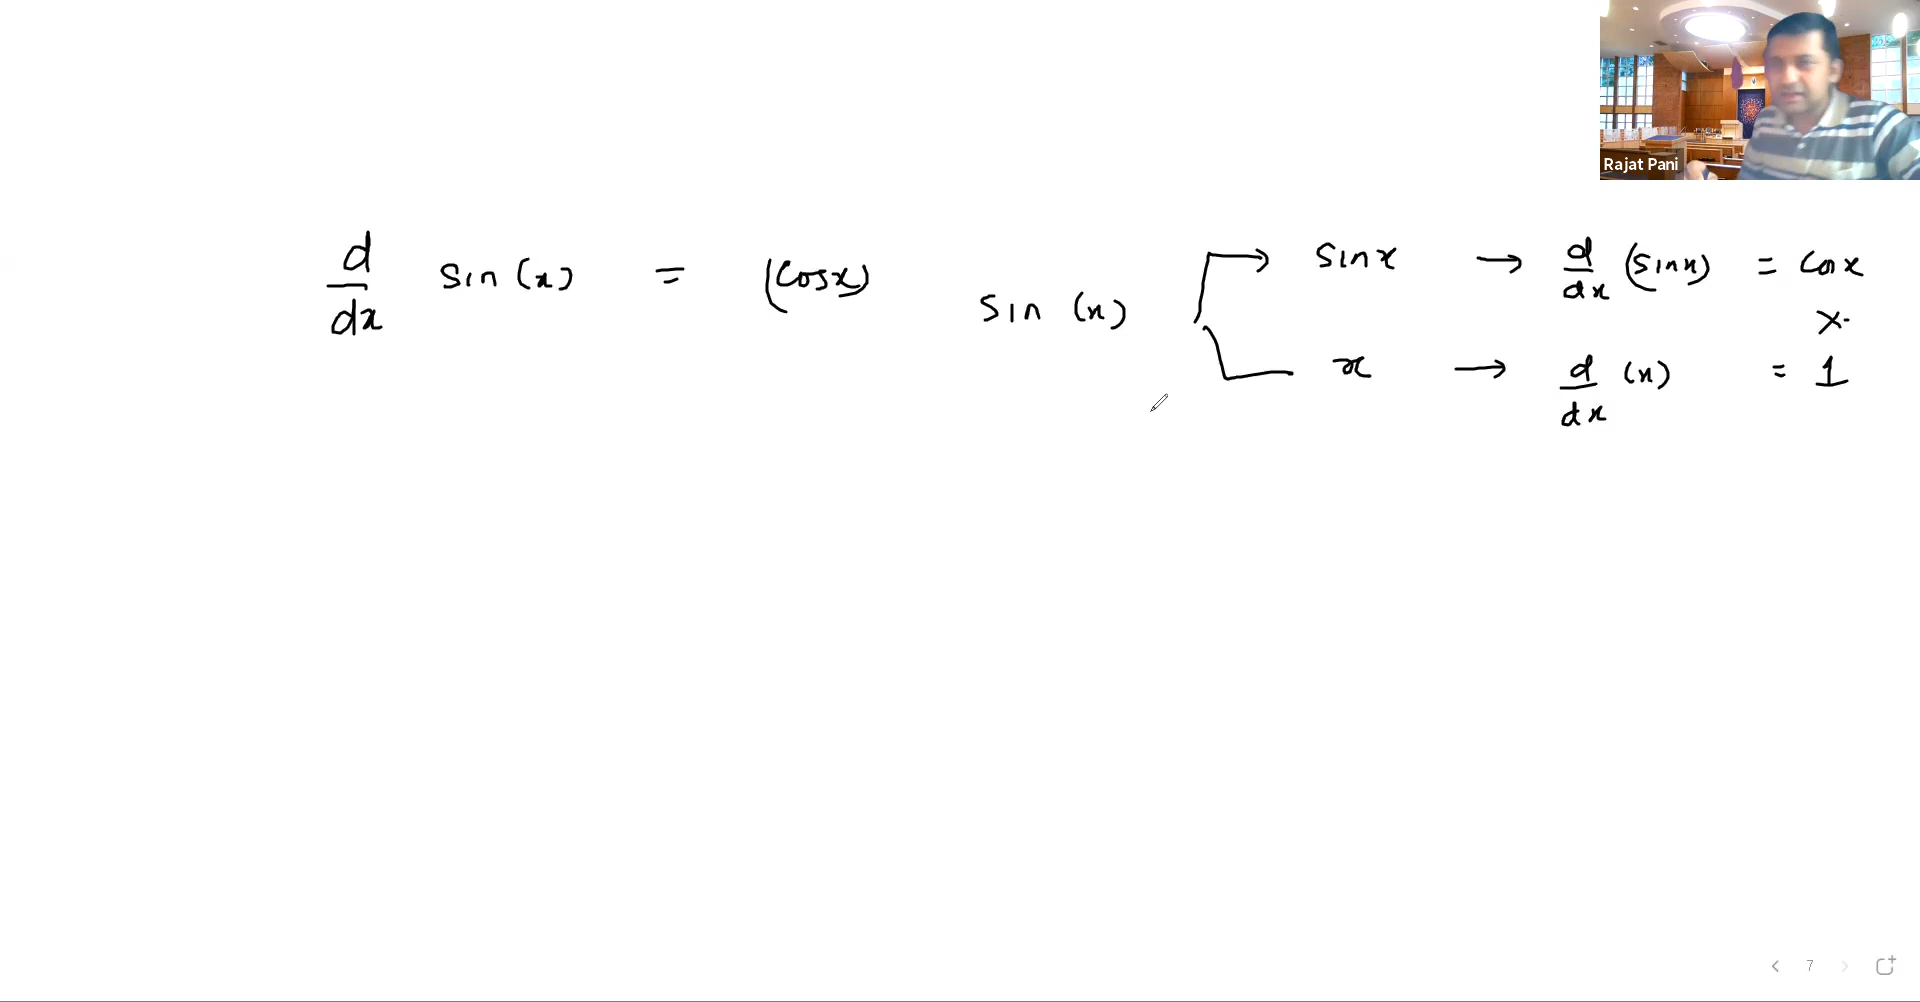 Rajat Pani
d/dx sin (x) = (cosx)
sin (x)
sinx → d/dx (sinx) = cosx
x
x → d/dx (x) = 1
7